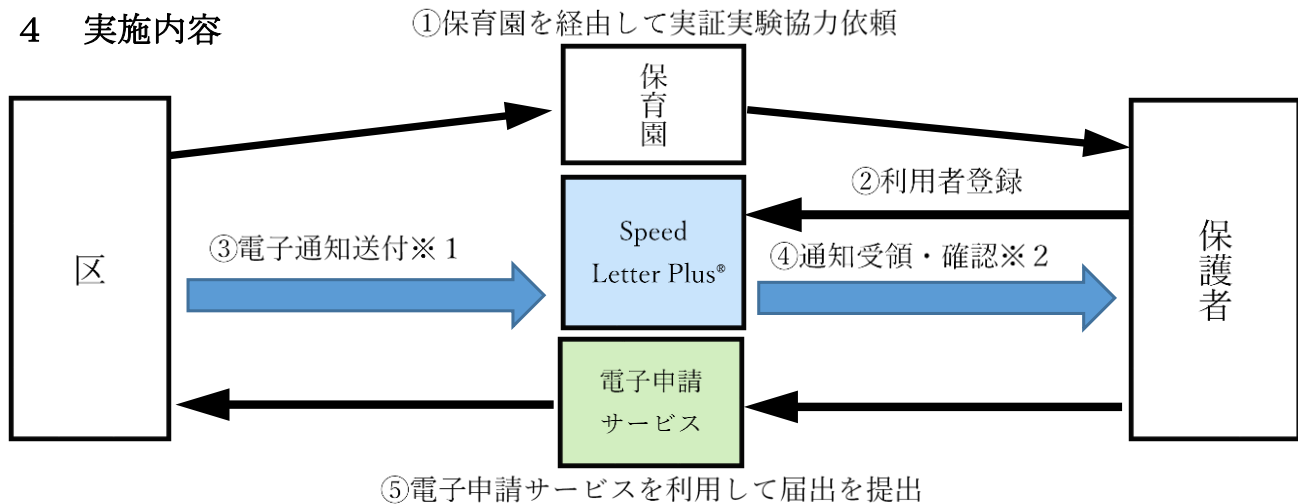 4 実施内容
①保育園を経由して実証実験協力依頼
保育園
区
②利用者登録
Speed
Letter Plus®
③電子通知送付※1
④通知受領・確認※2
保護者
電子申請
サービス
⑤電子申請サービスを利用して届出を提出